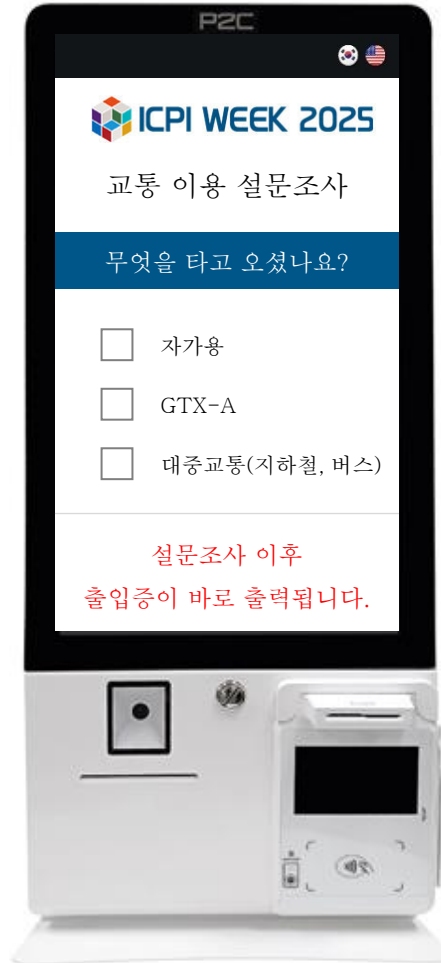 P2C
ICPI WEEK 2025
교통 이용 설문조사
무엇을 타고 오셨나요?
자가용
GTX-A
대중교통(지하철, 버스)
설문조사 이후
출입증이 바로 출력됩니다.